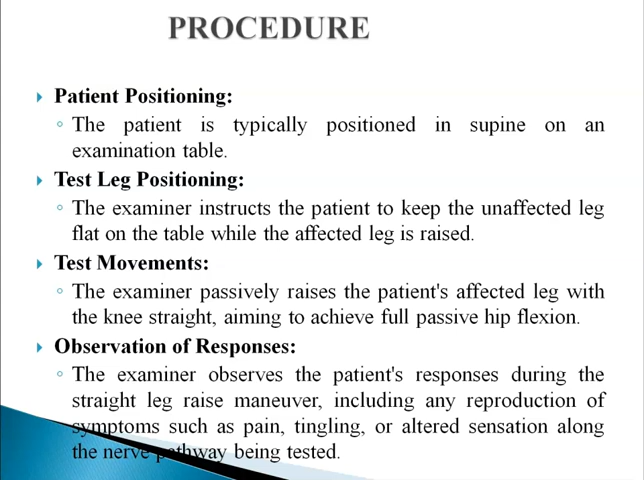 PROCEDURE
Patient Positioning:
The patient is typically positioned in supine on an
examination table.
Test Leg Positioning:
The examiner instructs the patient to keep the unaffected leg
flat on the table while the affected leg is raised.
Test Movements:
The examiner passively raises the patient's affected leg with
the knee straight, aiming to achieve full passive hip flexion.
Observation of Responses:
The examiner observes the patient's responses during the
straight leg raise maneuver, including any reproduction of
symptoms such as pain, tingling, or altered sensation along
the nerve pathway being tested.